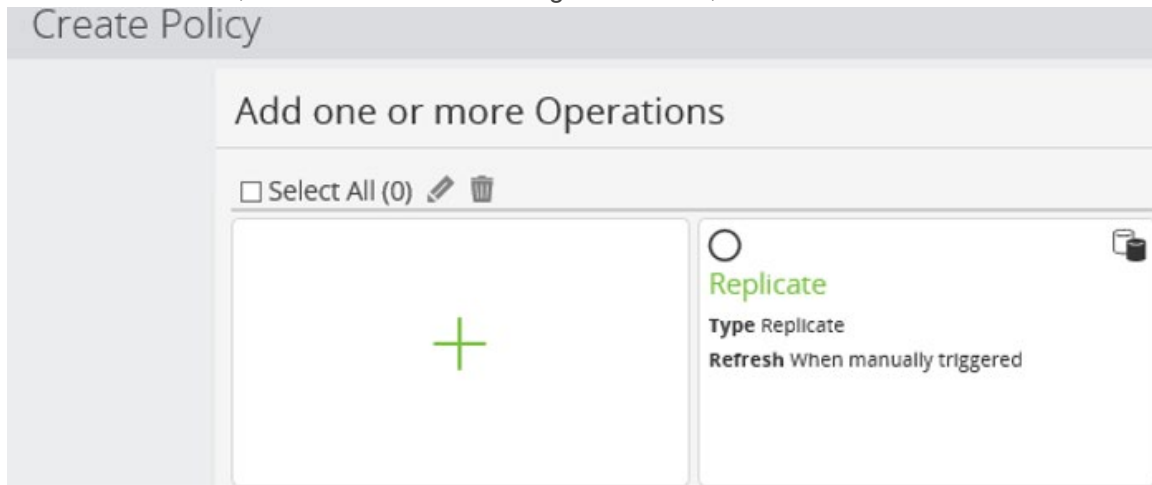 Create Policy
Add one or more Operations
Select All (0)
Replicate
Type Replicate
Refresh When manually triggered